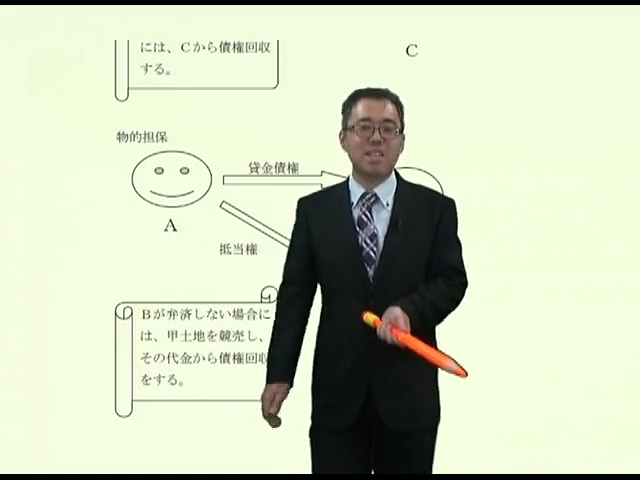 には、Ｃから債権回収
する。
C
物的担保
貸金債権
A
抵当権
Ｂが弁済しない場合に
は、甲土地を競売し、
その代金から債権回収
をする。